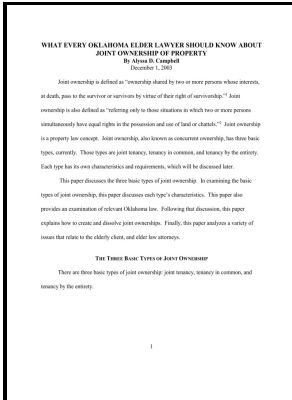 WHAT EVERY OKLAHOMA ELDER LAWYER SHOULD KNOW ABOUT
JOINT OWNERSHIP OF PROPERTY
By Alyssa D. Campbell
December 1, 2003
Joint ownership is defined as "ownership shared by two or more persons whose interests,
at death, pass to the survivor or survivors by virtue of their right of survivorship."1 Joint
ownership is also defined as "referring only to those situations in which two or more persons
simultaneously have equal rights in the possession and use of land or chattels."2 Joint ownership
is a property law concept. Joint ownership, also known as concurrent ownership, has three basic
types, currently. These types are joint tenancy, tenancy in common, and tenancy by the entirety.
Each type has its own characteristics and requirements, which will be discussed later.
This paper discusses the three basic types of joint ownership. In examining the basic
types of joint ownership, this paper discusses each type's characteristics. This paper also
provides an examination of relevant Oklahoma law. Following that discussion, this paper
explains how to create and dissolve joint ownerships. Finally, this paper analyzes a variety of
issues that relate to the elderly client, and elder law attorneys.
THE THREE BASIC TYPES OF JOINT OWNERSHIP
There are three basic types of joint ownership: joint tenancy, tenancy in common, and
tenancy by the entirety.
1